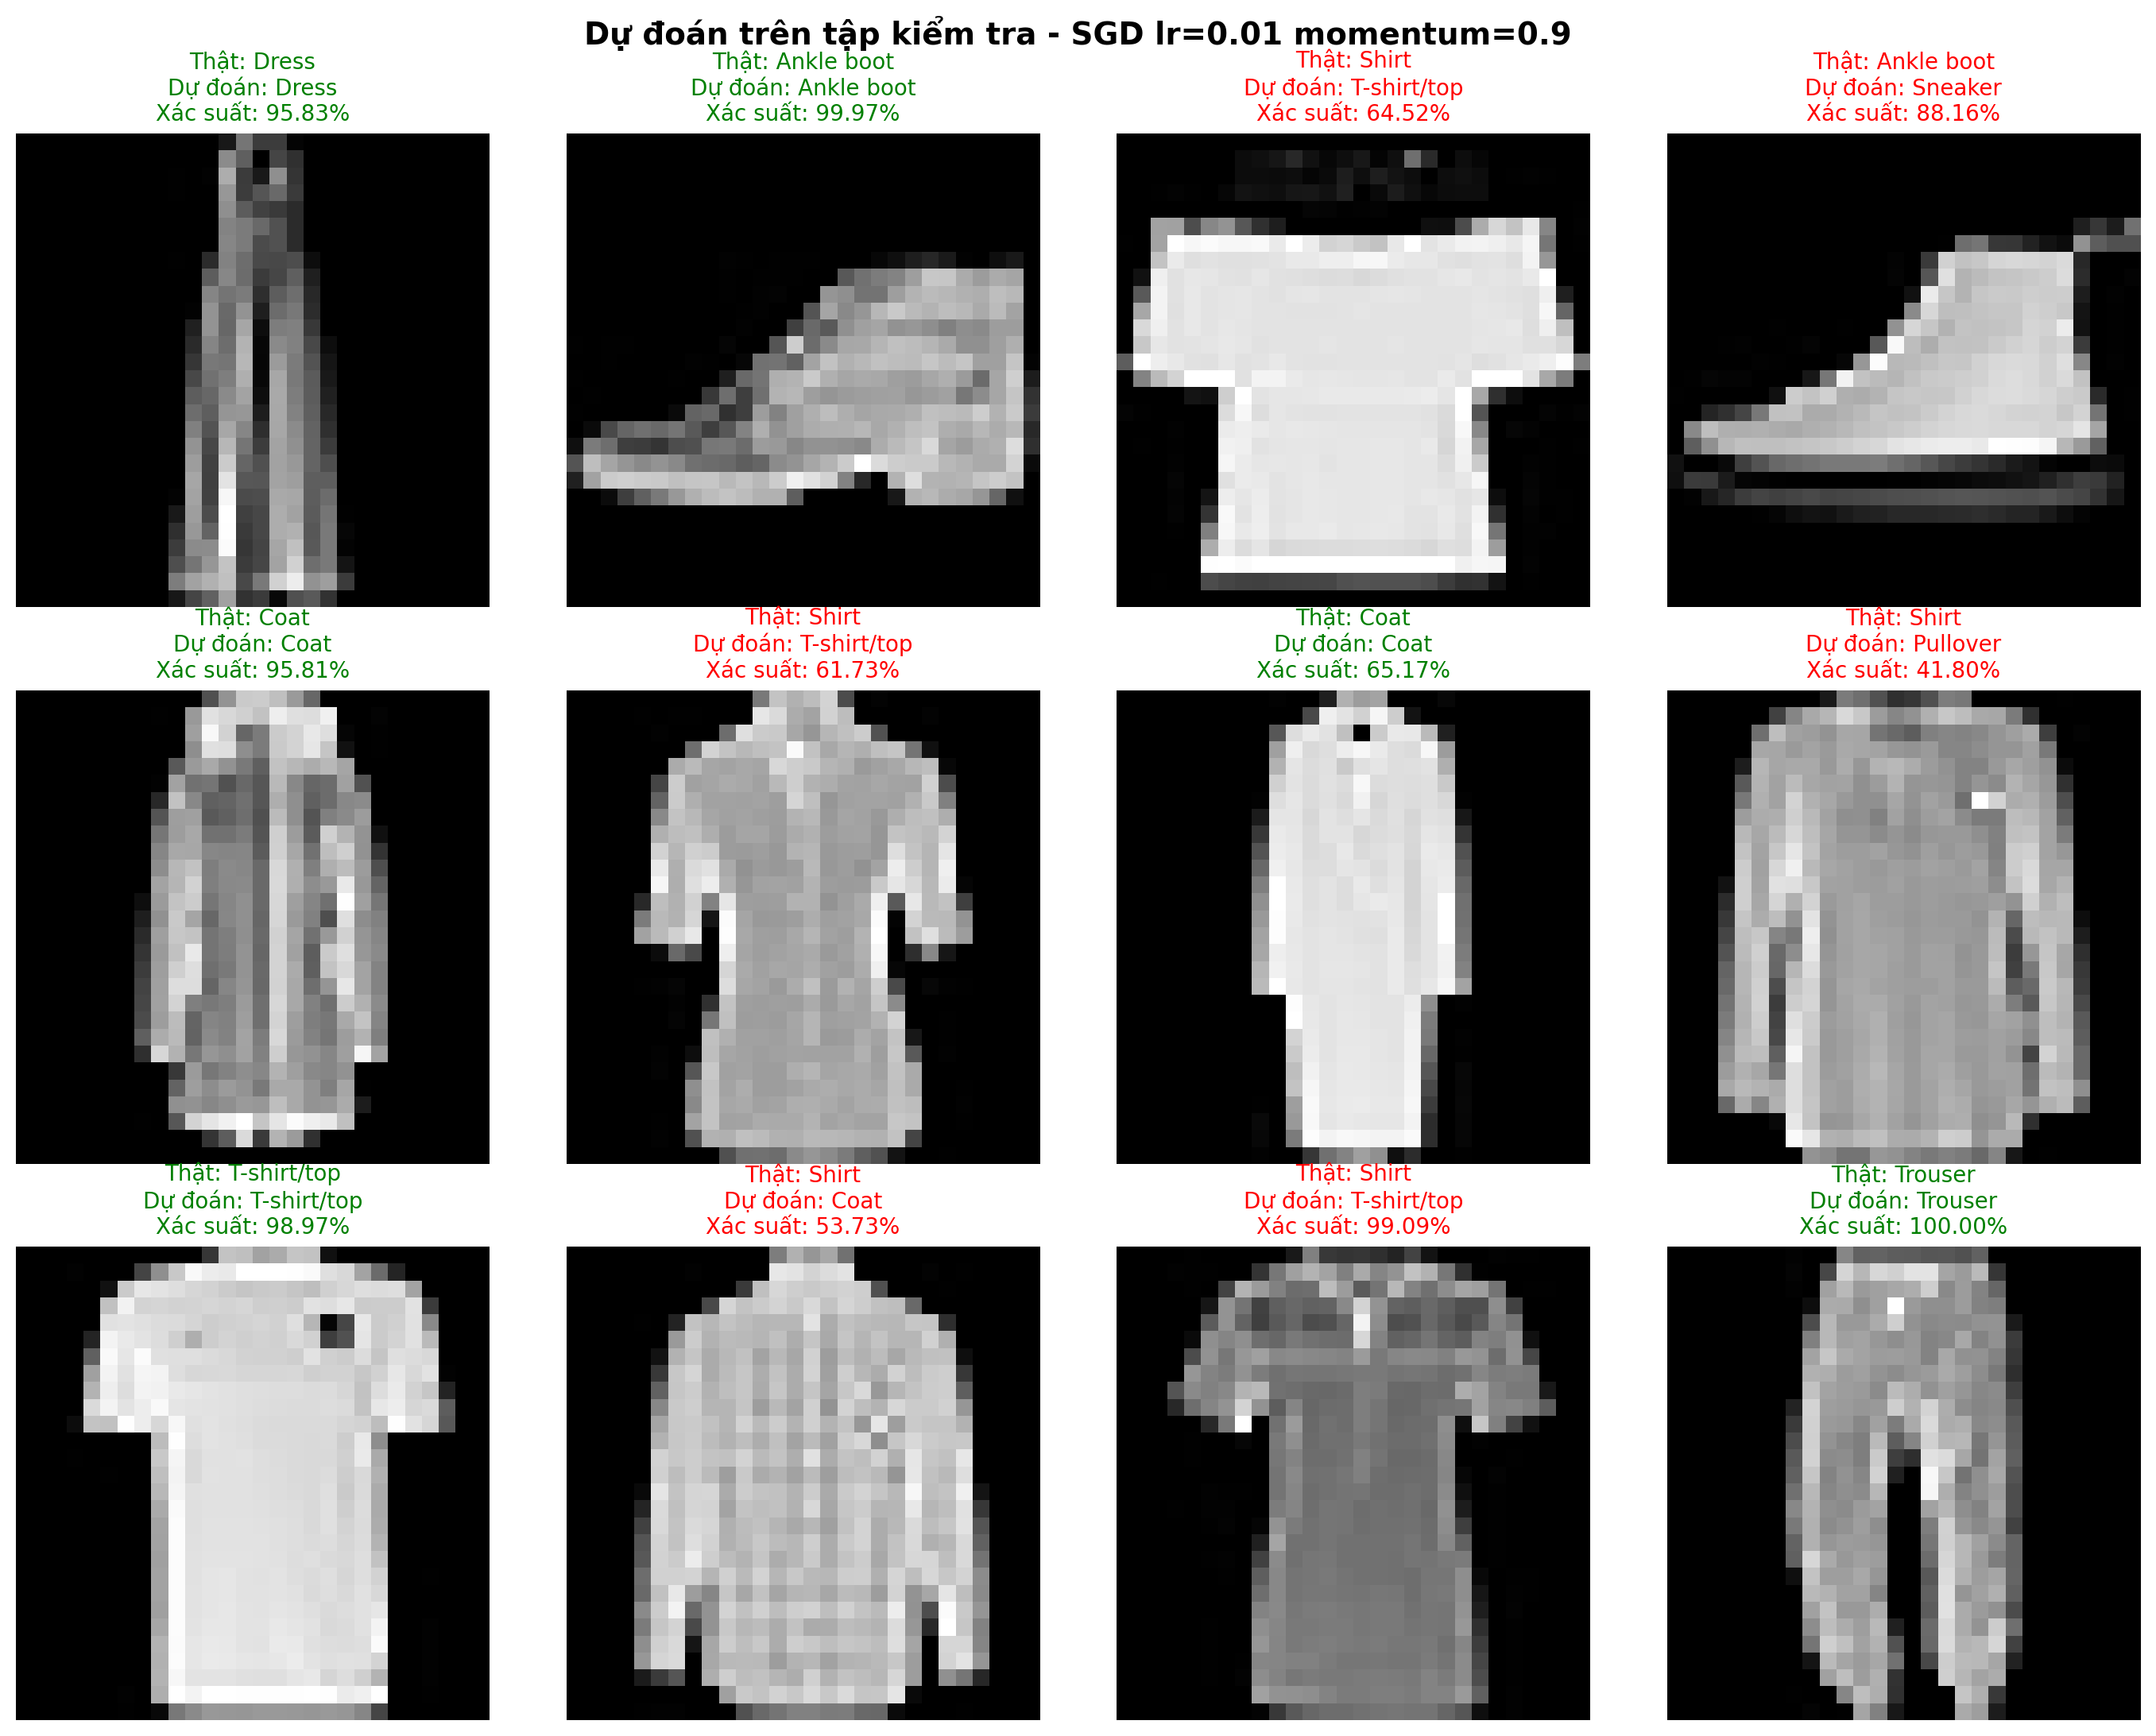 Dự đoán trên tập kiểm tra - SGD lr=0.01 momentum=0.9
Thật: Dress
Dự đoán: Dress
Xác suất: 95.83%
Thật: Ankle boot
Dự đoán: Ankle boot
Xác suất: 99.97%
Thật: Shirt
Dự đoán: T-shirt/top
Xác suất: 64.52%
Thật: Ankle boot
Dự đoán: Sneaker
Xác suất: 88.16%
Thật: Coat
Dự đoán: Coat
Xác suất: 95.81%
Thật: Shirt
Dự đoán: T-shirt/top
Xác suất: 61.73%
Thật: Coat
Dự đoán: Coat
Xác suất: 65.17%
Thật: Shirt
Dự đoán: Pullover
Xác suất: 41.80%
Thật: T-shirt/top
Dự đoán: T-shirt/top
Xác suất: 98.97%
Thật: Shirt
Dự đoán: Coat
Xác suất: 53.73%
Thật: Shirt
Dự đoán: T-shirt/top
Xác suất: 99.09%
Thật: Trouser
Dự đoán: Trouser
Xác suất: 100.00%